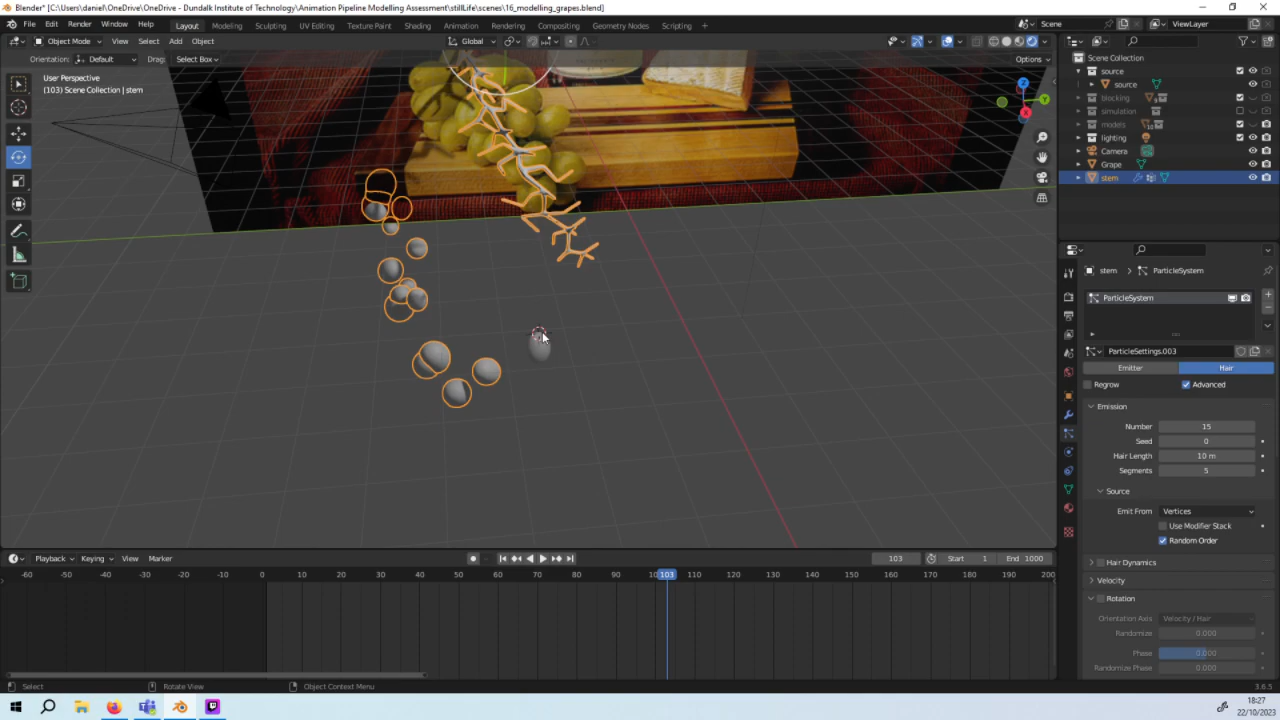 Blender* [C:\Users\daniel\OneDrive\OneDrive - Dundalk Institute of Technology\Animation Pipeline Modelling Assessment\stillLife\scenes\16_modelling_grapes.blend]
File Edit Render Window Help Layout Modeling Sculpting UV Editing Texture Paint Shading Animation Rendering Compositing Geometry Nodes Scripting + Scene ViewLayer
Object Mode View Select Add Object Global
Orientation: Default Drag: Select Box Options
User Perspective
(103) Scene Collection | stem
Scene Collection
source
source
blocking
simulation
models
lighting
Camera
Grape
stem
stem > ParticleSystem
ParticleSystem
ParticleSettings.003
Emitter Hair
Regrow Advanced
Emission
Number 15
Seed 0
Hair Length 10 m
Segments 5
Source
Emit From Vertices
Use Modifier Stack
Random Order
Hair Dynamics
Velocity
Rotation
Orientation Axis Velocity / Hair
Randomize 0.000
Phase 0.000
Randomize Phase 0.000
Playback Keying View Marker 103 Start 1 End 1000
-60 -50 -40 -30 -20 -10 0 10 20 30 40 50 60 70 80 90 103 110 120 130 140 150 160 170 180 190 200
Select Rotate View Object Context Menu 3.6.5
18:27
22/10/2023